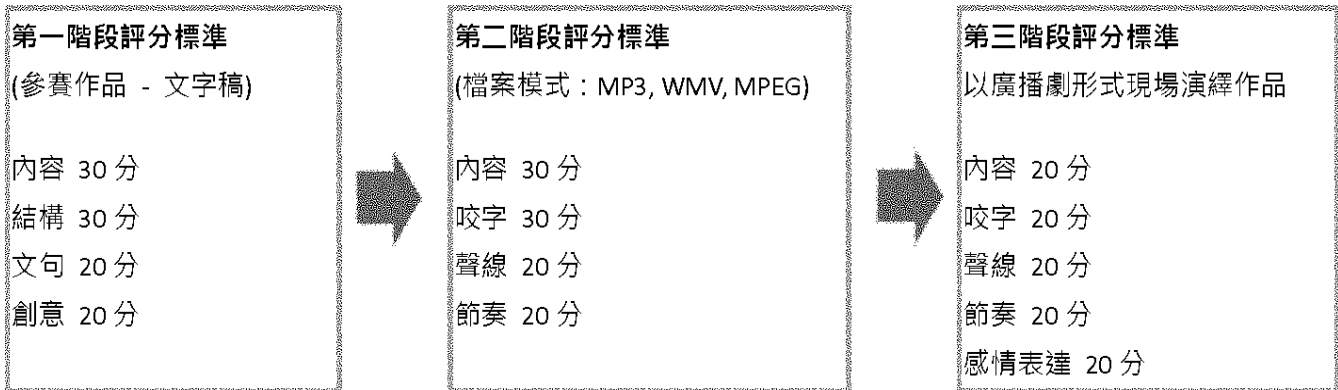 第一階段評分標準
(參賽作品 - 文字稿)
內容 30 分
結構 30 分
文句 20 分
創意 20 分
第二階段評分標準
(檔案模式：MP3, WMV, MPEG)
內容 30 分
咬字 30 分
聲線 20 分
節奏 20 分
第三階段評分標準
以廣播劇形式現場演繹作品
內容 20 分
咬字 20 分
聲線 20 分
節奏 20 分
感情表達 20 分